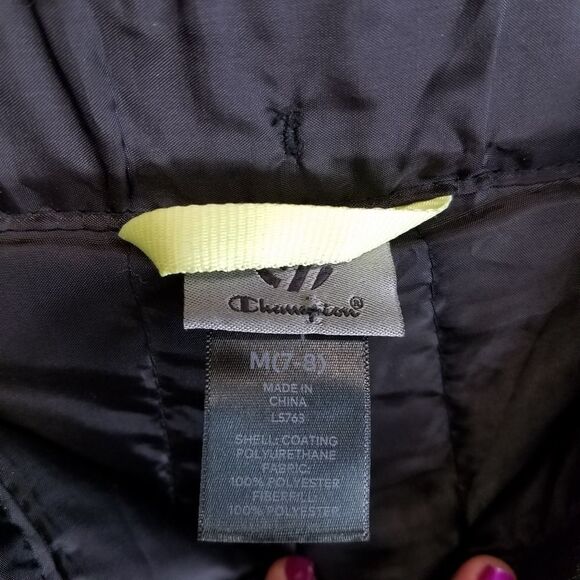 Champion®
M(7-8)
MADE IN
CHINA
L5763
SHELL: COATING
POLYURETHANE
FABRIC:
100% POLYESTER
FIBERFILL:
100% POLYESTER